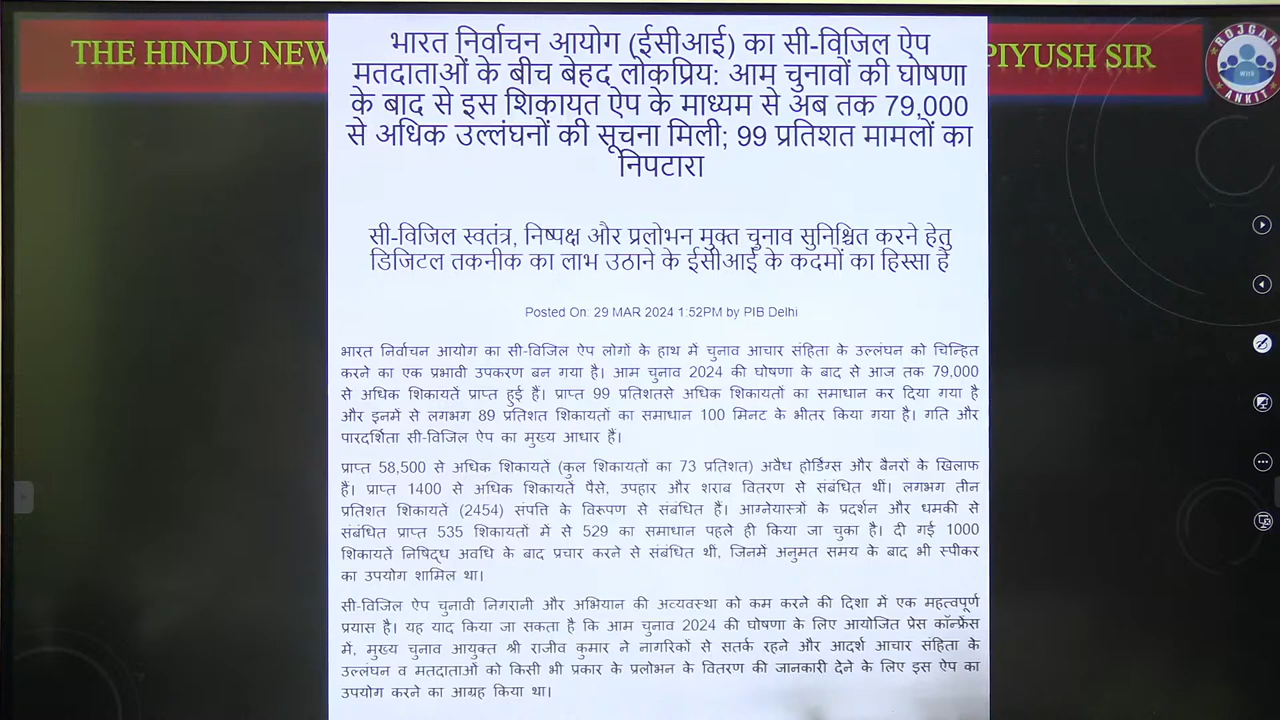 THE HINDU NEW
PIYUSH SIR
ROJGAR
With
ANKIT
भारत निर्वाचन आयोग (ईसीआई) का सी-विजिल ऐप
मतदाताओं के बीच बेहद लोकप्रिय: आम चुनावों की घोषणा
के बाद से इस शिकायत ऐप के माध्यम से अब तक 79,000
से अधिक उल्लंघनों की सूचना मिली; 99 प्रतिशत मामलों का
निपटारा
सी-विजिल स्वतंत्र, निष्पक्ष और प्रलोभन मुक्त चुनाव सुनिश्चित करने हेतु
डिजिटल तकनीक का लाभ उठाने के ईसीआई के कदमों का हिस्सा है
Posted On: 29 MAR 2024 1:52PM by PIB Delhi
भारत निर्वाचन आयोग का सी-विजिल ऐप लोगों के हाथ में चुनाव आचार संहिता के उल्लंघन को चिन्हित
करने का एक प्रभावी उपकरण बन गया है। आम चुनाव 2024 की घोषणा के बाद से आज तक 79,000
से अधिक शिकायतें प्राप्त हुई हैं। प्राप्त 99 प्रतिशतसे अधिक शिकायतों का समाधान कर दिया गया है
और इनमें से लगभग 89 प्रतिशत शिकायतों का समाधान 100 मिनट के भीतर किया गया है। गति और
पारदर्शिता सी-विजिल ऐप का मुख्य आधार हैं।
प्राप्त 58,500 से अधिक शिकायतें (कुल शिकायतों का 73 प्रतिशत) अवैध होर्डिंग्स और बैनरों के खिलाफ
हैं। प्राप्त 1400 से अधिक शिकायतें पैसे, उपहार और शराब वितरण से संबंधित थीं। लगभग तीन
प्रतिशत शिकायतें (2454) संपत्ति के विरूपण से संबंधित हैं। आग्नेयास्त्रों के प्रदर्शन और धमकी से
संबंधित प्राप्त 535 शिकायतों में से 529 का समाधान पहले ही किया जा चुका है। दी गई 1000
शिकायतें निषिद्ध अवधि के बाद प्रचार करने से संबंधित थीं, जिनमें अनुमत समय के बाद भी स्पीकर
का उपयोग शामिल था।
सी-विजिल ऐप चुनावी निगरानी और अभियान की अव्यवस्था को कम करने की दिशा में एक महत्वपूर्ण
प्रयास है। यह याद किया जा सकता है कि आम चुनाव 2024 की घोषणा के लिए आयोजित प्रेस कॉन्फ्रेंस
में, मुख्य चुनाव आयुक्त श्री राजीव कुमार ने नागरिकों से सतर्क रहने और आदर्श आचार संहिता के
उल्लंघन व मतदाताओं को किसी भी प्रकार के प्रलोभन के वितरण की जानकारी देने के लिए इस ऐप का
उपयोग करने का आग्रह किया था।